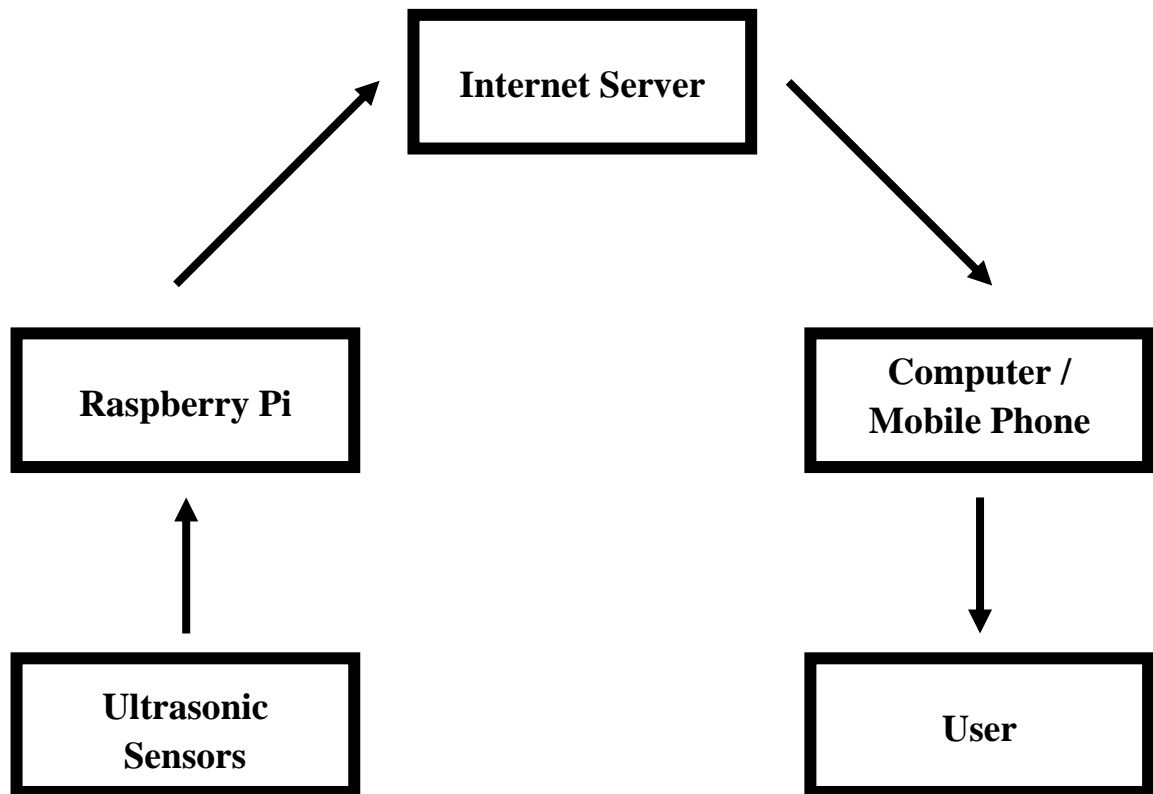 Internet Server
Raspberry Pi
Computer /
Mobile Phone
Ultrasonic
Sensors
User